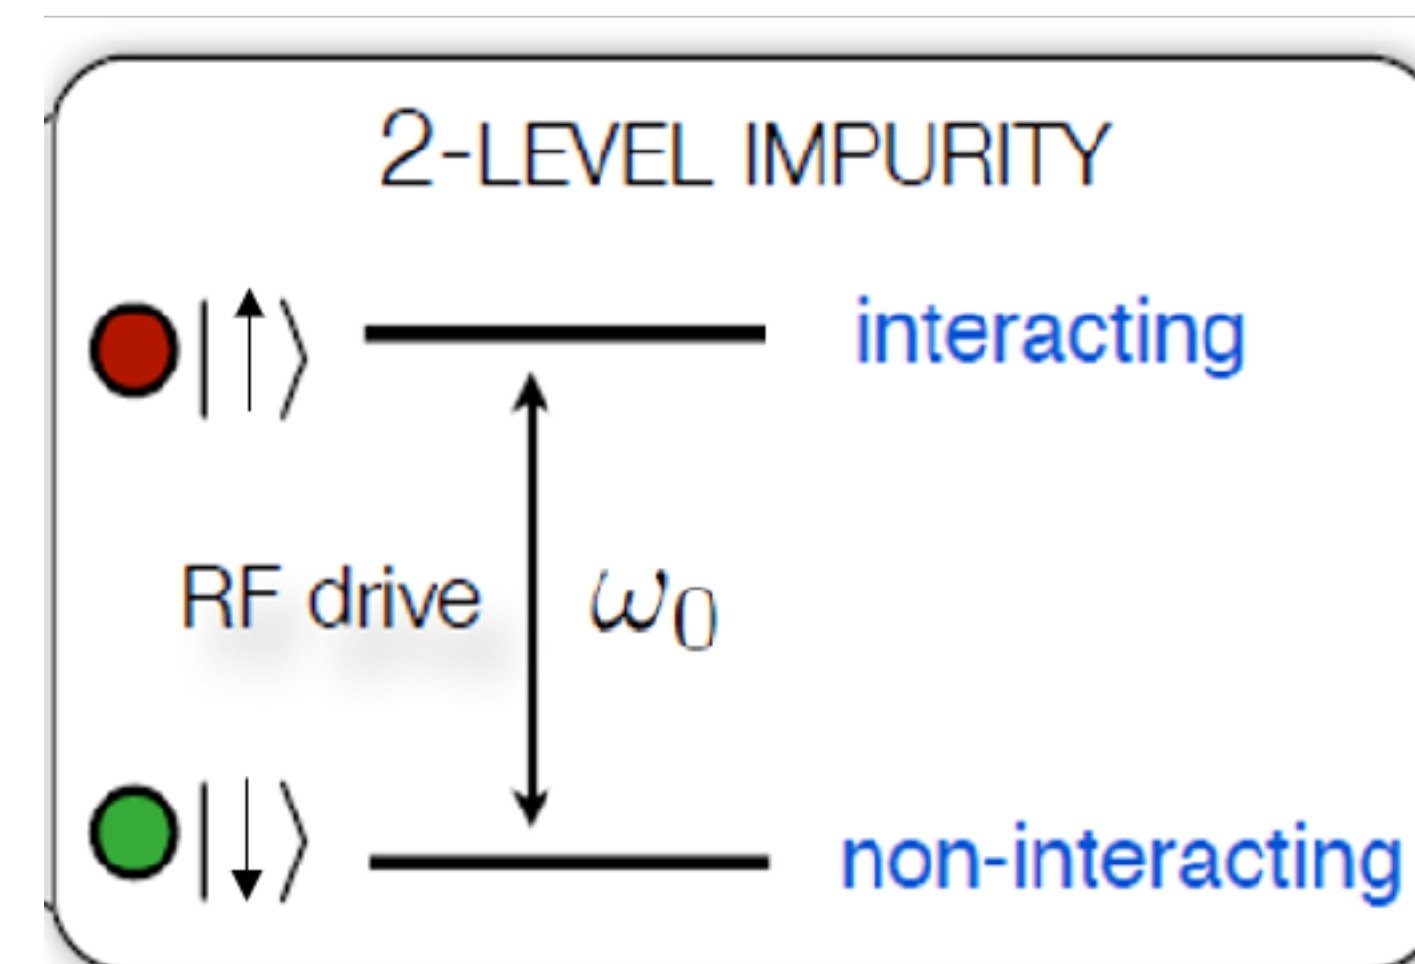 2-LEVEL IMPURITY
|↑⟩ interacting
RF drive ω₀
|↓⟩ non-interacting